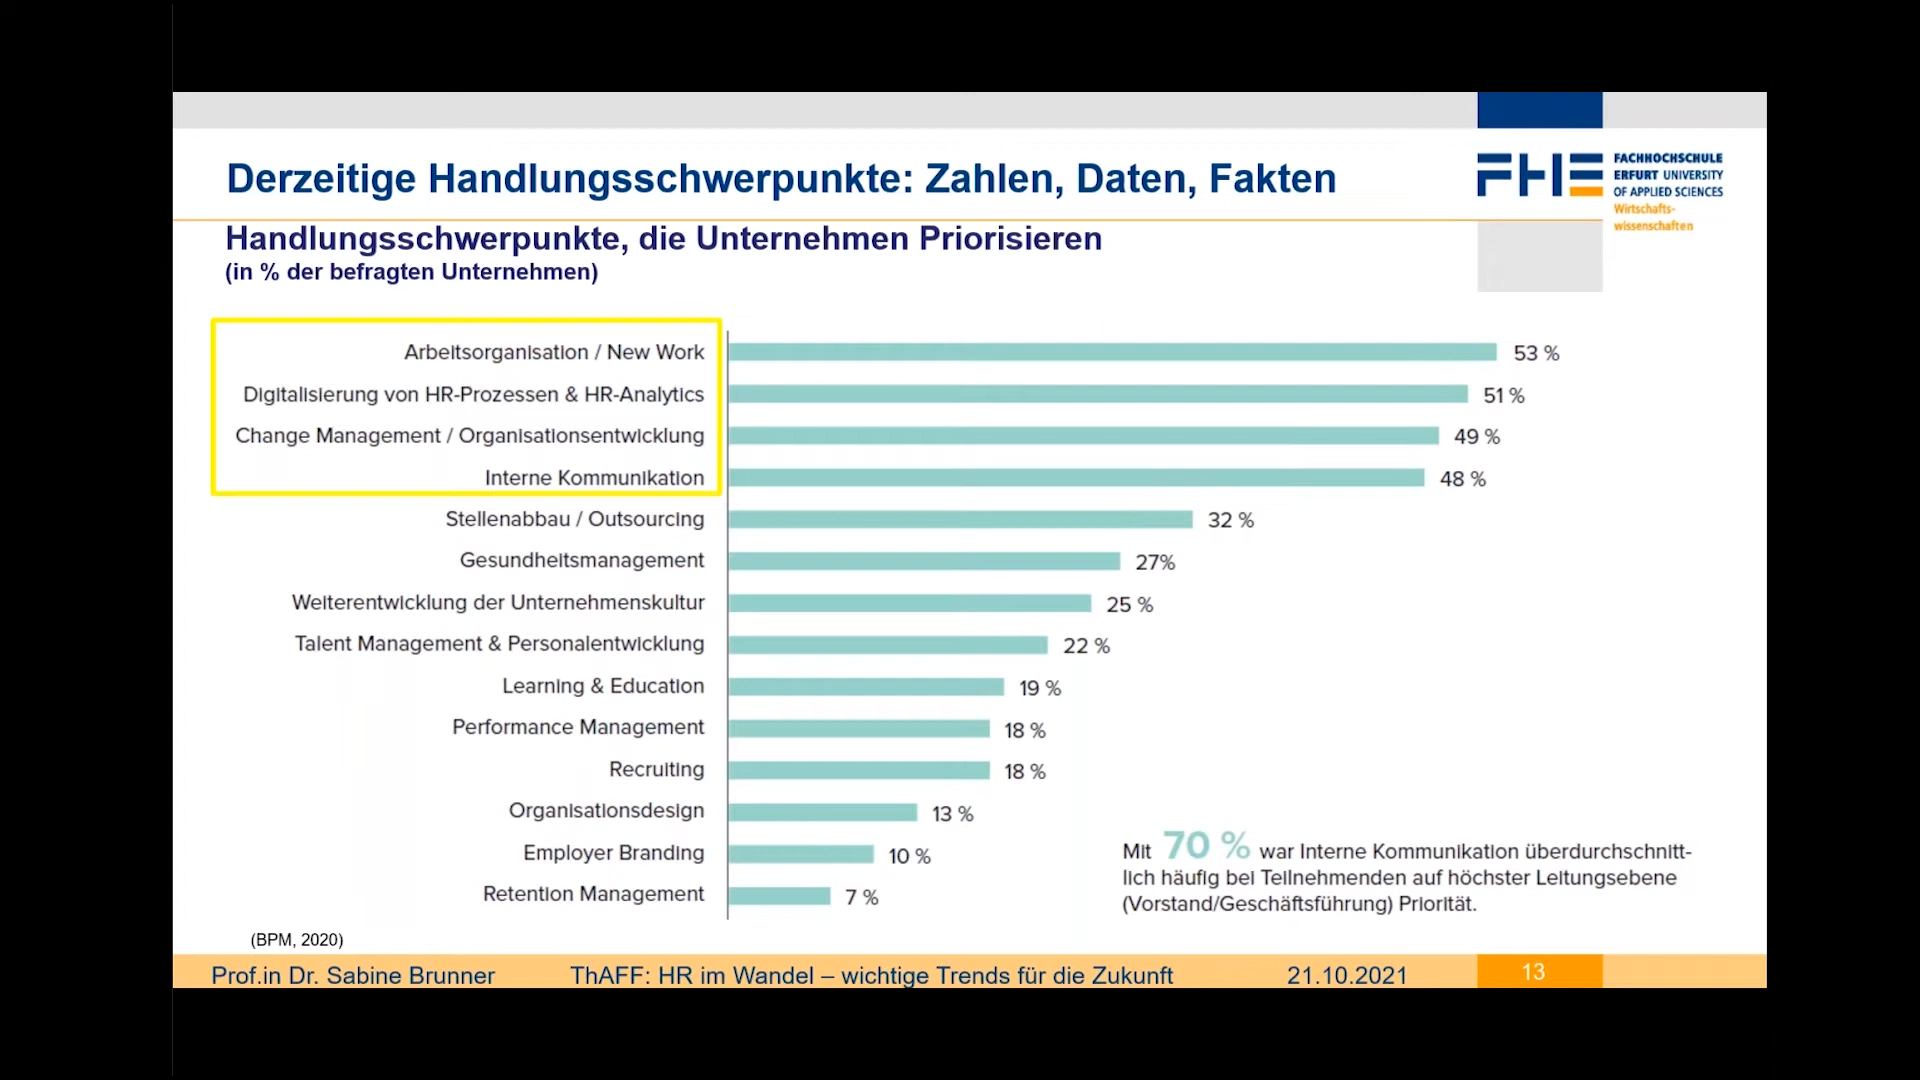 Derzeitige Handlungsschwerpunkte: Zahlen, Daten, Fakten
FHE
FACHHOCHSCHULE
ERFURT UNIVERSITY
OF APPLIED SCIENCES
Wirtschafts-
wissenschaften
Handlungsschwerpunkte, die Unternehmen Priorisieren
(in % der befragten Unternehmen)
Arbeitsorganisation / New Work 53 %
Digitalisierung von HR-Prozessen & HR-Analytics 51 %
Change Management / Organisationsentwicklung 49 %
Interne Kommunikation 48 %
Stellenabbau / Outsourcing 32 %
Gesundheitsmanagement 27%
Weiterentwicklung der Unternehmenskultur 25 %
Talent Management & Personalentwicklung 22 %
Learning & Education 19 %
Performance Management 18 %
Recruiting 18 %
Organisationsdesign 13 %
Employer Branding 10 %
Retention Management 7 %
Mit 70 % war Interne Kommunikation überdurchschnitt-
lich häufig bei Teilnehmenden auf höchster Leitungsebene
(Vorstand/Geschäftsführung) Priorität.
(BPM, 2020)
Prof.in Dr. Sabine Brunner ThAFF: HR im Wandel – wichtige Trends für die Zukunft 21.10.2021 13